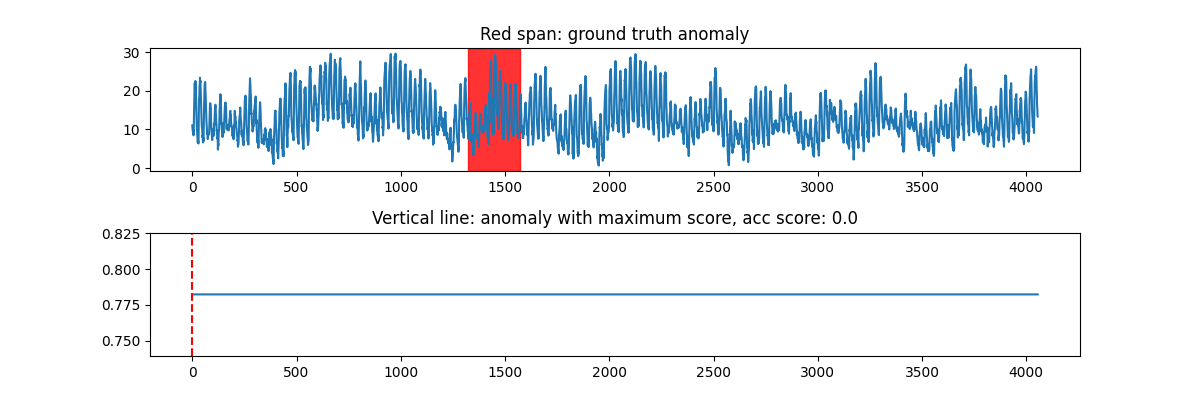 Red span: ground truth anomaly
30
20
10
0
0 500 1000 1500 2000 2500 3000 3500 4000
Vertical line: anomaly with maximum score, acc score: 0.0
0.825
0.800
0.775
0.750
0 500 1000 1500 2000 2500 3000 3500 4000